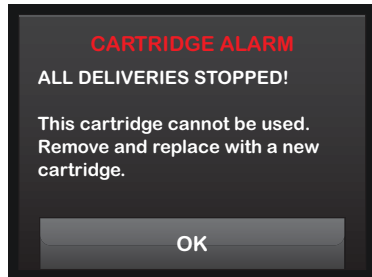 CARTRIDGE ALARM
ALL DELIVERIES STOPPED!
This cartridge cannot be used.
Remove and replace with a new
cartridge.
OK